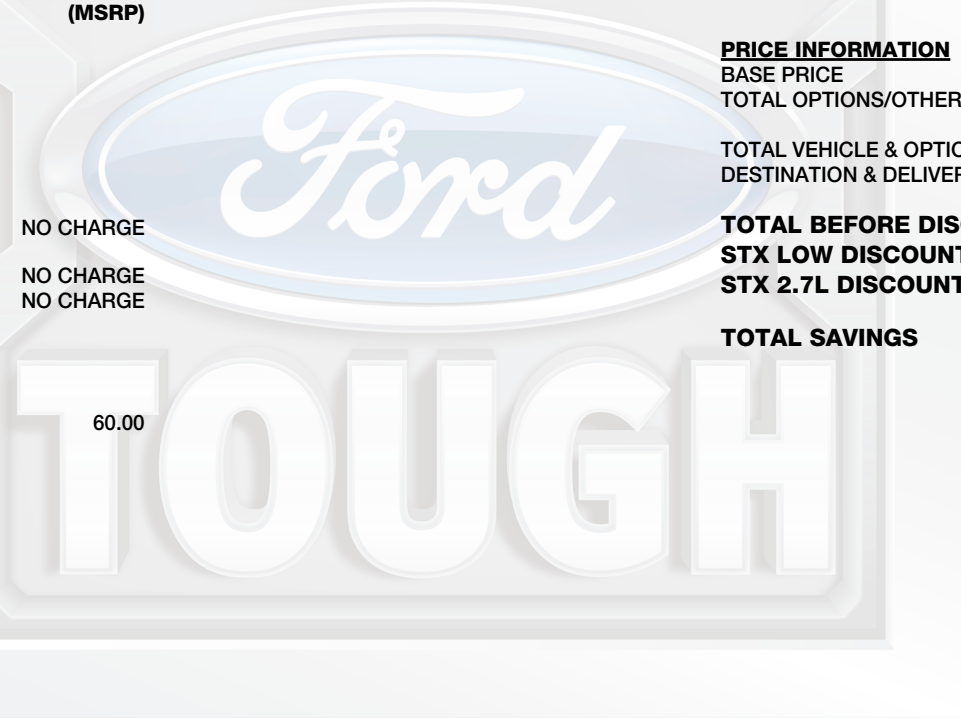 (MSRP)
NO CHARGE
NO CHARGE
NO CHARGE
60.00
PRICE INFORMATION
BASE PRICE
TOTAL OPTIONS/OTHER
TOTAL VEHICLE & OPTIO
DESTINATION & DELIVER
TOTAL BEFORE DIS
STX LOW DISCOUNT
STX 2.7L DISCOUNT
TOTAL SAVINGS
Ford
TOUGH